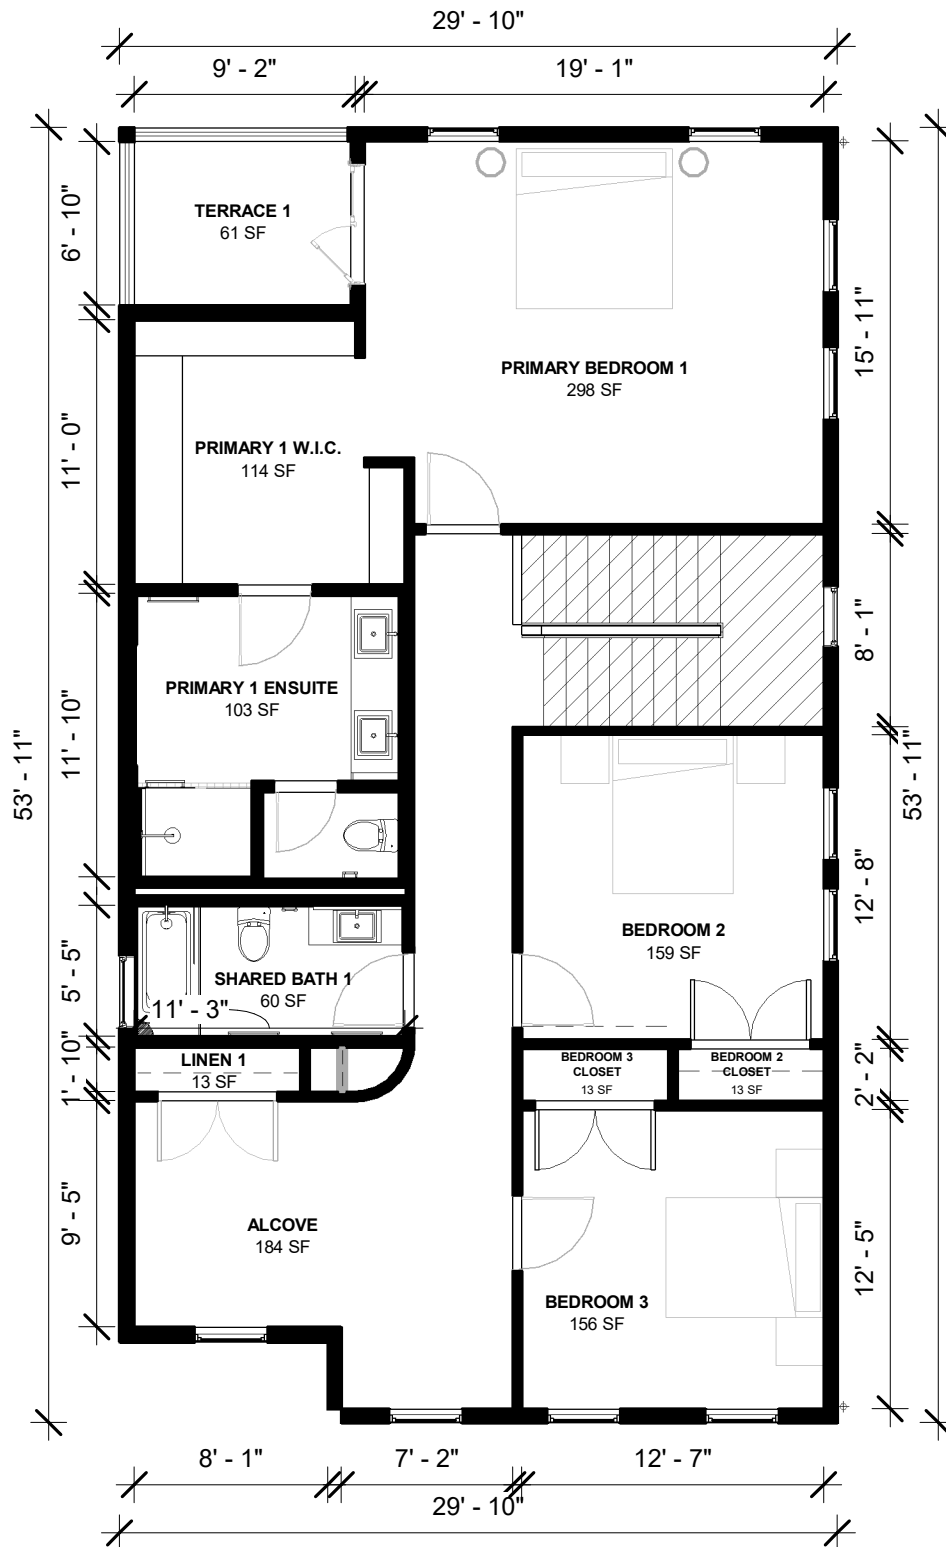 29' - 10"
9' - 2"
19' - 1"
TERRACE 1
61 SF
6' - 10"
15' - 11"
PRIMARY BEDROOM 1
298 SF
PRIMARY 1 W.I.C.
114 SF
11' - 0"
8' - 1"
PRIMARY 1 ENSUITE
103 SF
11' - 10"
53' - 11"
53' - 11"
12' - 8"
BEDROOM 2
159 SF
SHARED BATH 1
60 SF
5' - 5"
11' - 3"
LINEN 1
13 SF
1' - 10"
BEDROOM 3
CLOSET
13 SF
BEDROOM 2
CLOSET
13 SF
2' - 2"
9' - 5"
ALCOVE
184 SF
12' - 5"
BEDROOM 3
156 SF
8' - 1"
7' - 2"
12' - 7"
29' - 10"